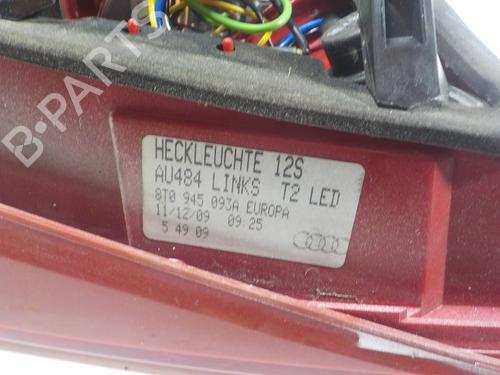 B-PARTS
HECKLEUCHTE 12S
AU484 LINKS T2 LED
8T0 945 093A EUROPA
11/12/09 09:25
5 49 09